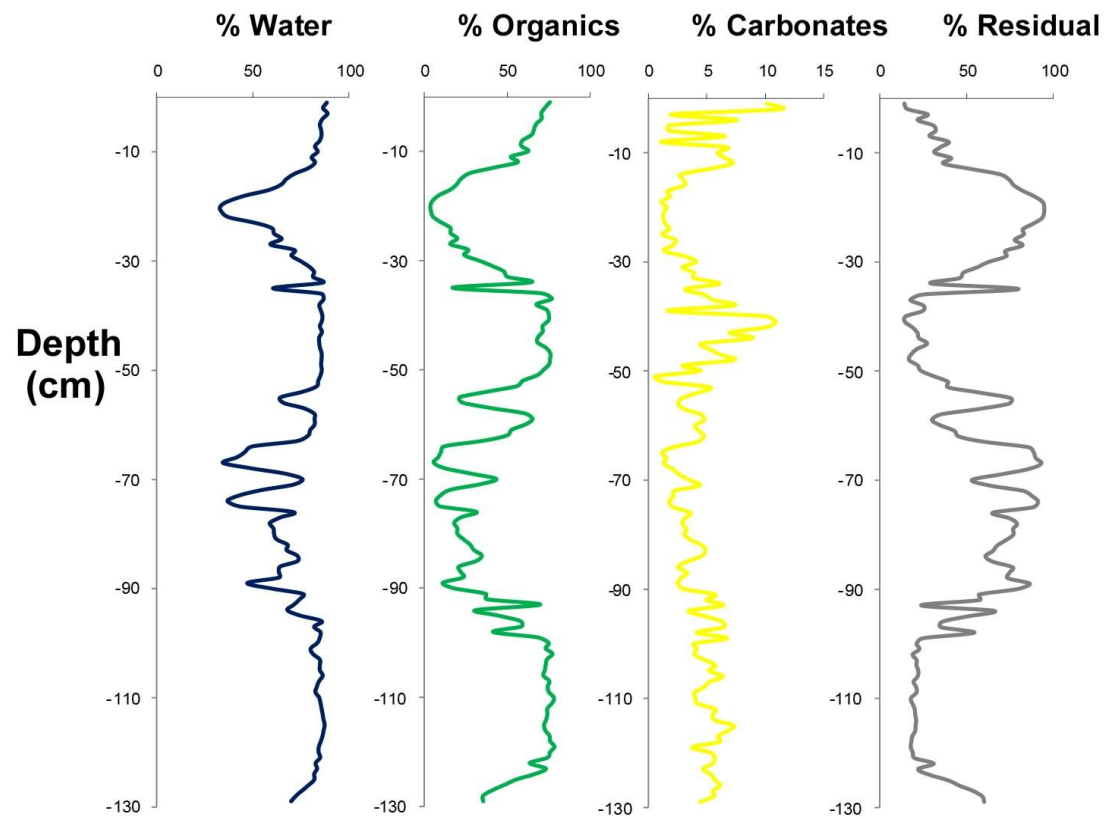 % Water
% Organics
% Carbonates
% Residual
0 50 100
0 50 100
0 5 10 15
0 50 100
-10 -10 -10 -10
-30 -30 -30 -30
Depth
(cm)
-50 -50 -50 -50
-70 -70 -70 -70
-90 -90 -90 -90
-110 -110 -110 -110
-130 -130 -130 -130